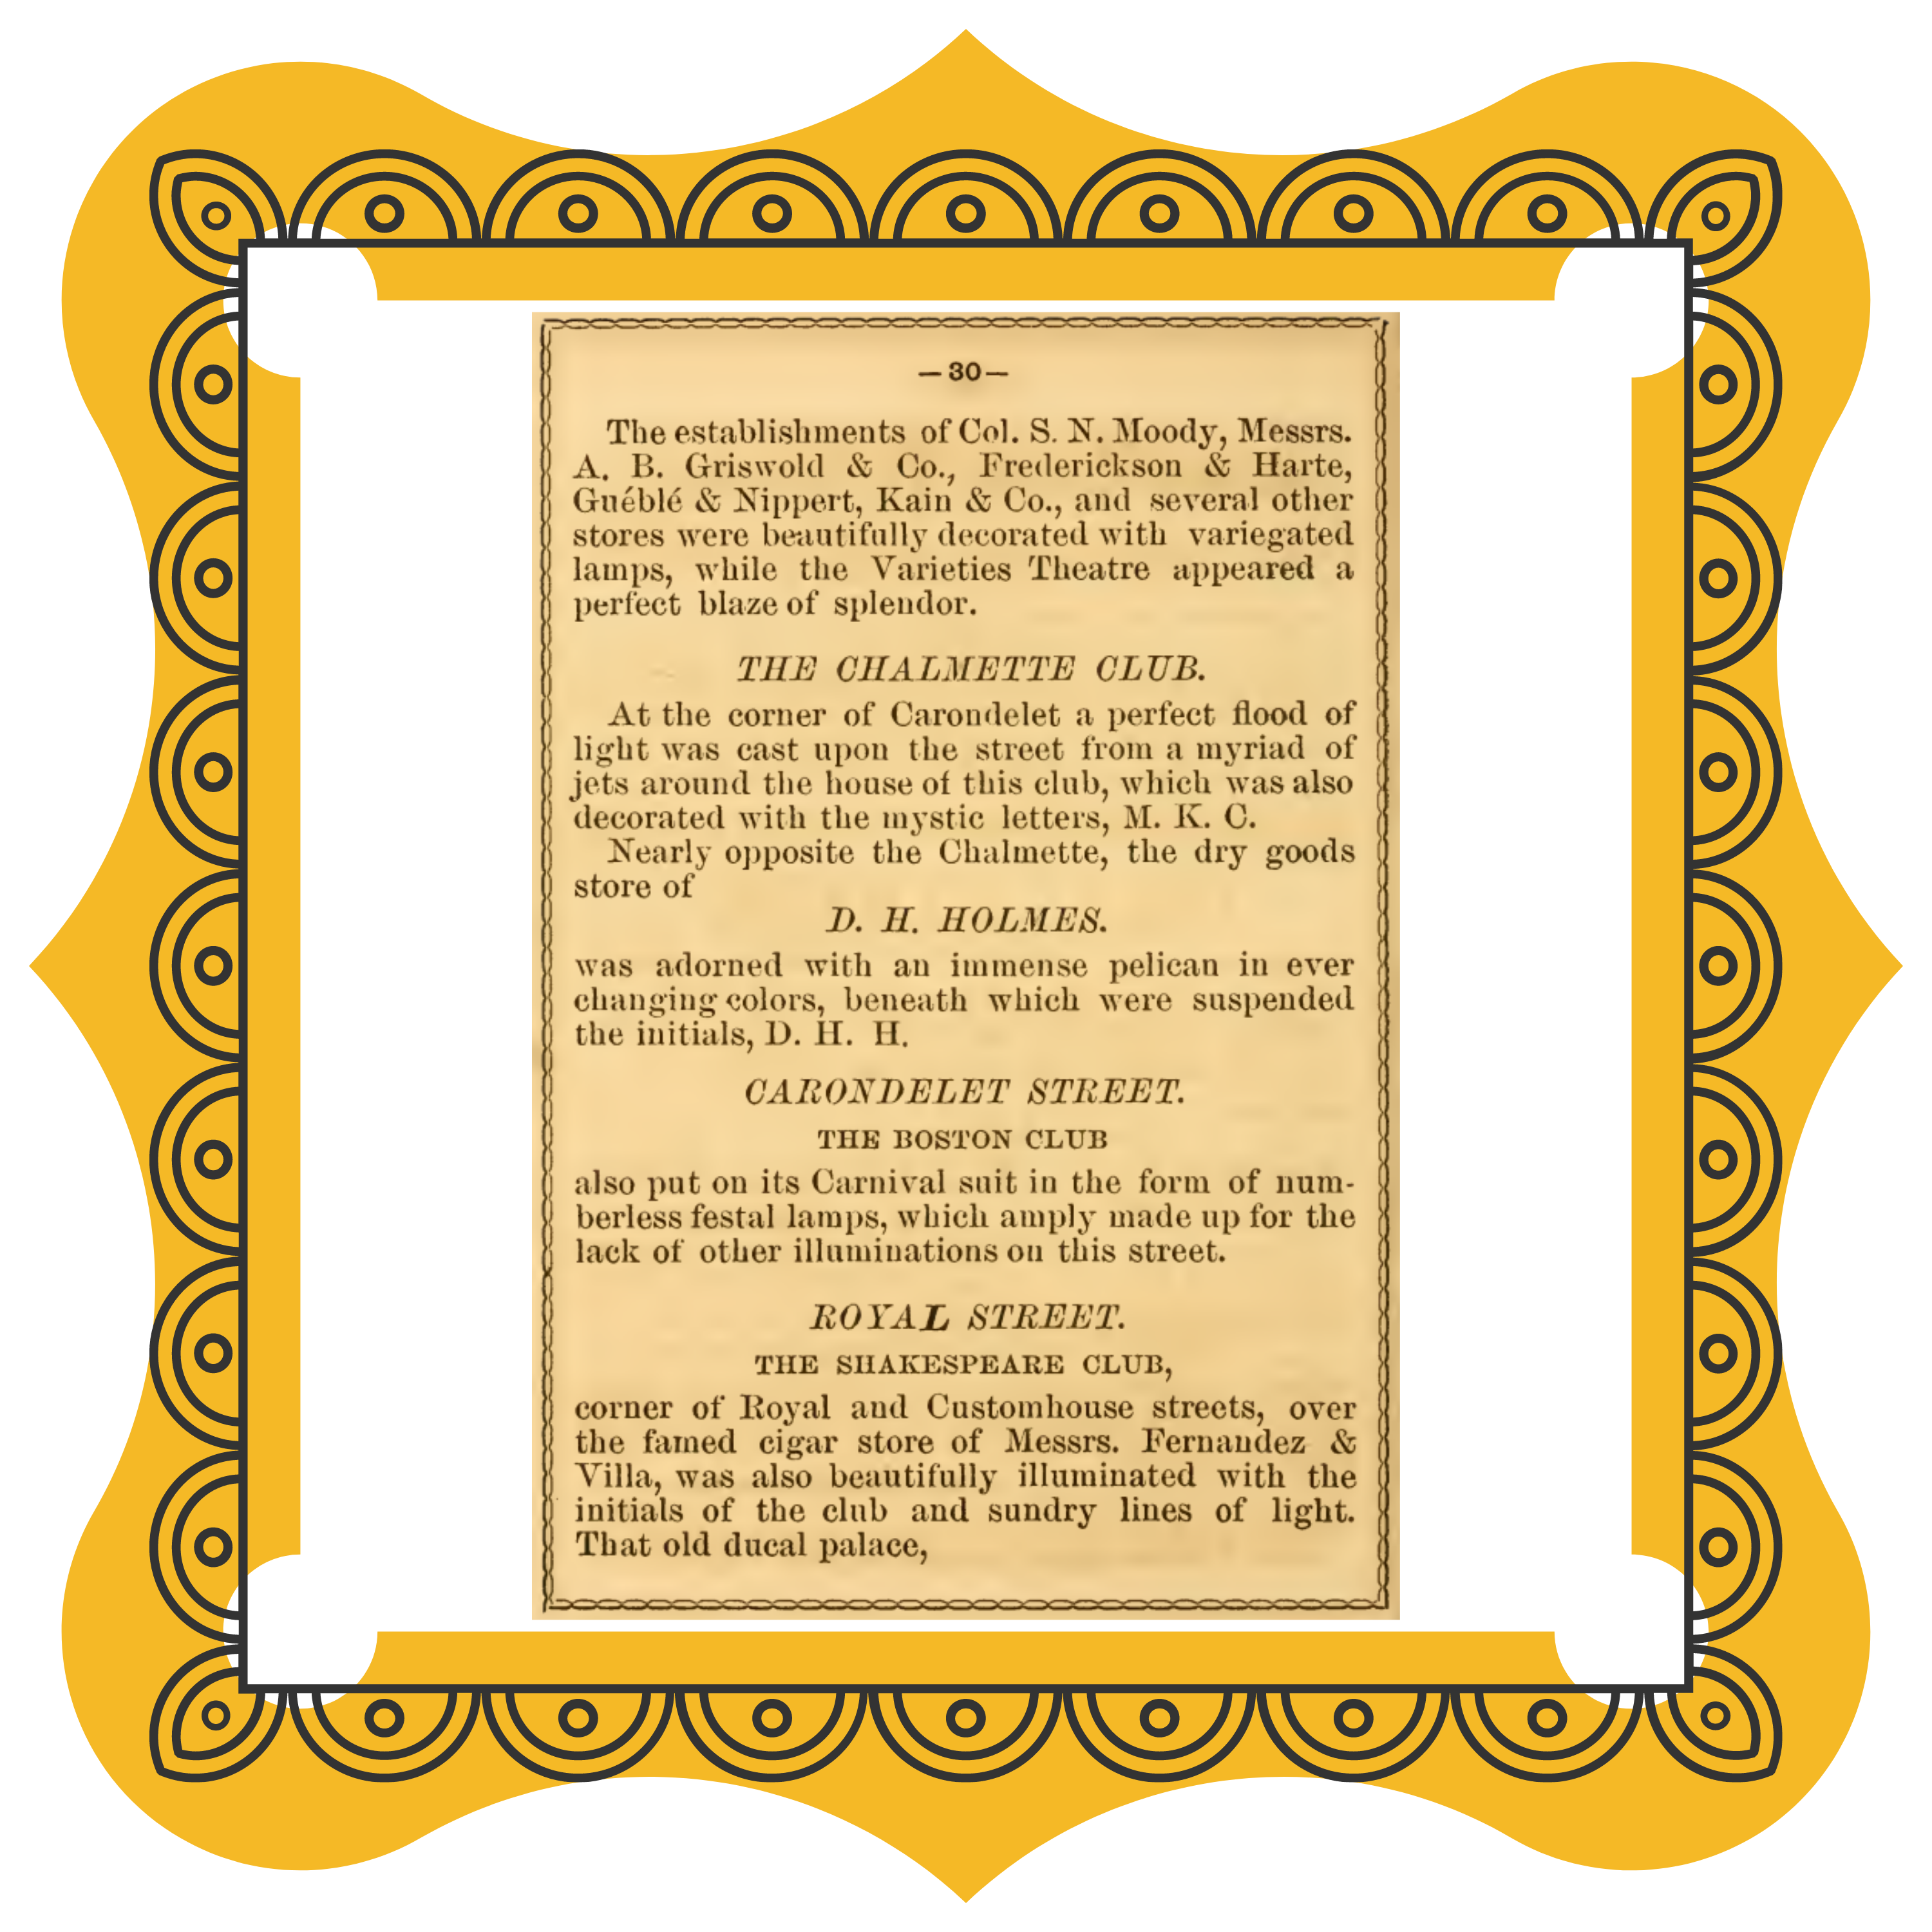 —30—
The establishments of Col. S. N. Moody, Messrs.
A. B. Griswold & Co., Frederickson & Harte,
Guéblé & Nippert, Kain & Co., and several other
stores were beautifully decorated with variegated
lamps, while the Varieties Theatre appeared a
perfect blaze of splendor.
THE CHALMETTE CLUB.
At the corner of Carondelet a perfect flood of
light was cast upon the street from a myriad of
jets around the house of this club, which was also
decorated with the mystic letters, M. K. C.
Nearly opposite the Chalmette, the dry goods
store of
D. H. HOLMES.
was adorned with an immense pelican in ever
changing colors, beneath which were suspended
the initials, D. H. H.
CARONDELET STREET.
THE BOSTON CLUB
also put on its Carnival suit in the form of num-
berless festal lamps, which amply made up for the
lack of other illuminations on this street.
ROYAL STREET.
THE SHAKESPEARE CLUB,
corner of Royal and Customhouse streets, over
the famed cigar store of Messrs. Fernandez &
Villa, was also beautifully illuminated with the
initials of the club and sundry lines of light.
That old ducal palace,